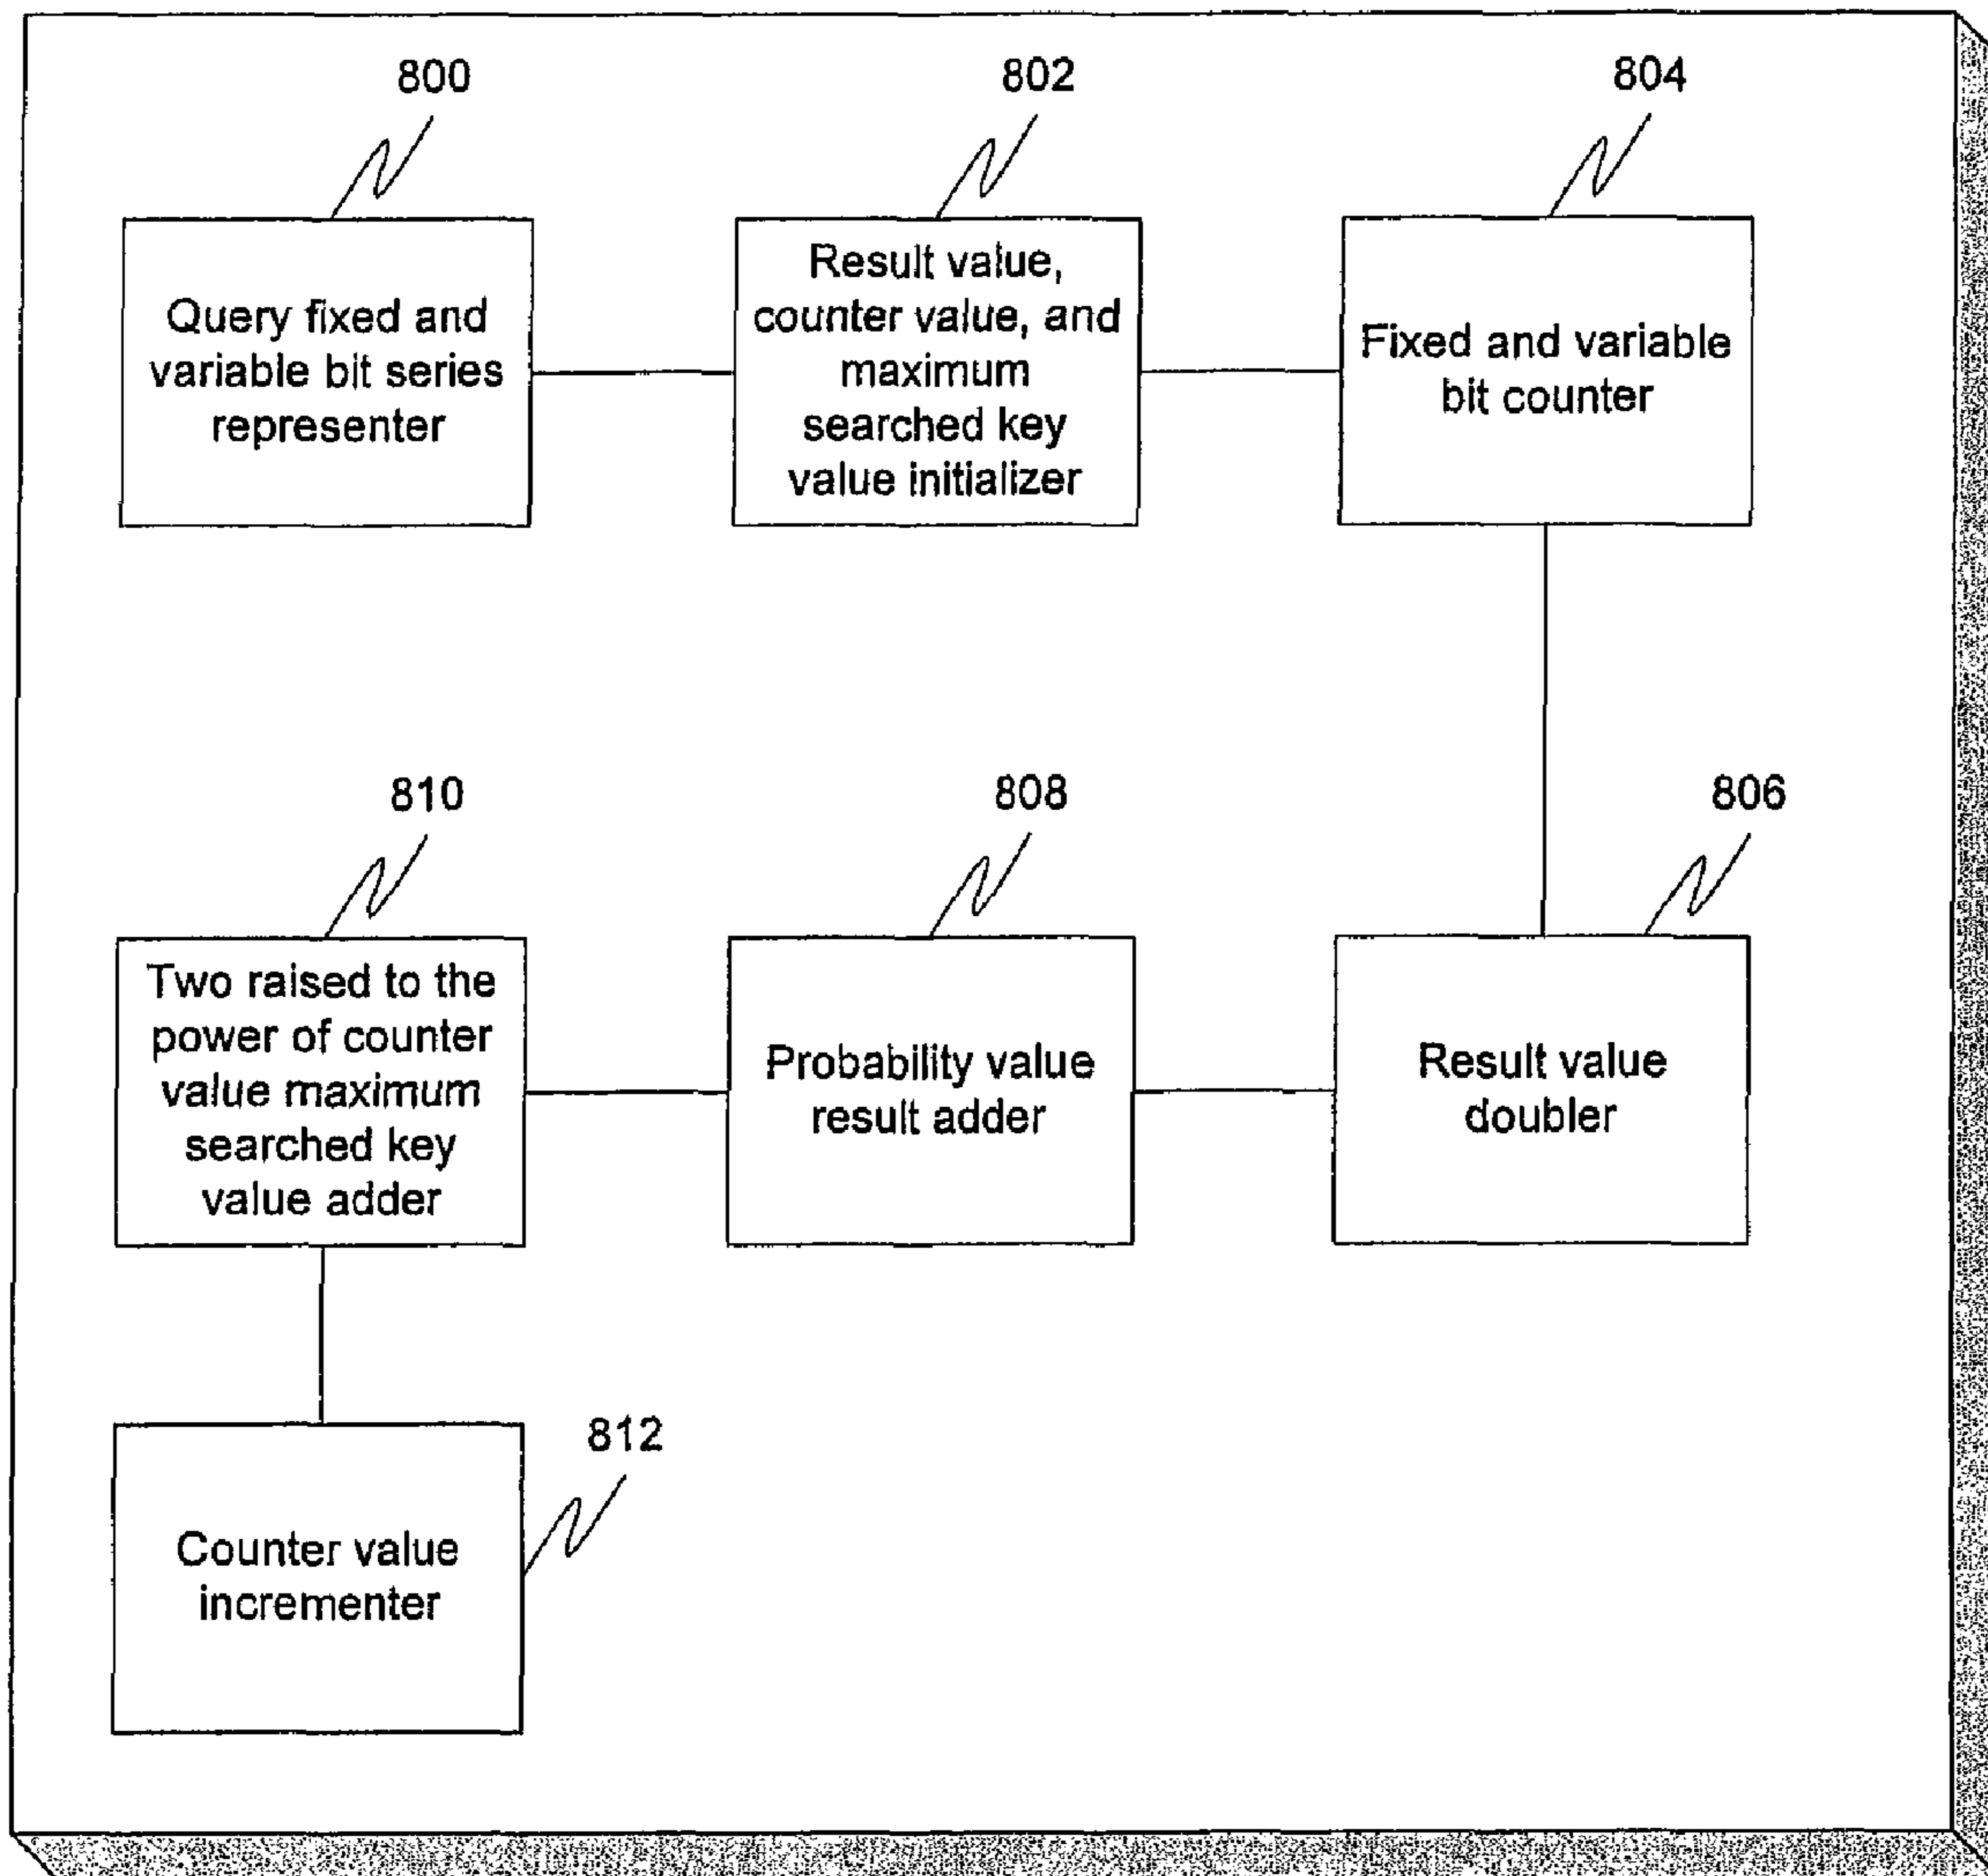 800
802
804
Query fixed and
variable bit series
representer
Result value,
counter value, and
maximum
searched key
value initializer
Fixed and variable
bit counter
810
808
806
Two raised to the
power of counter
value maximum
searched key
value adder
Probability value
result adder
Result value
doubler
812
Counter value
incrementer